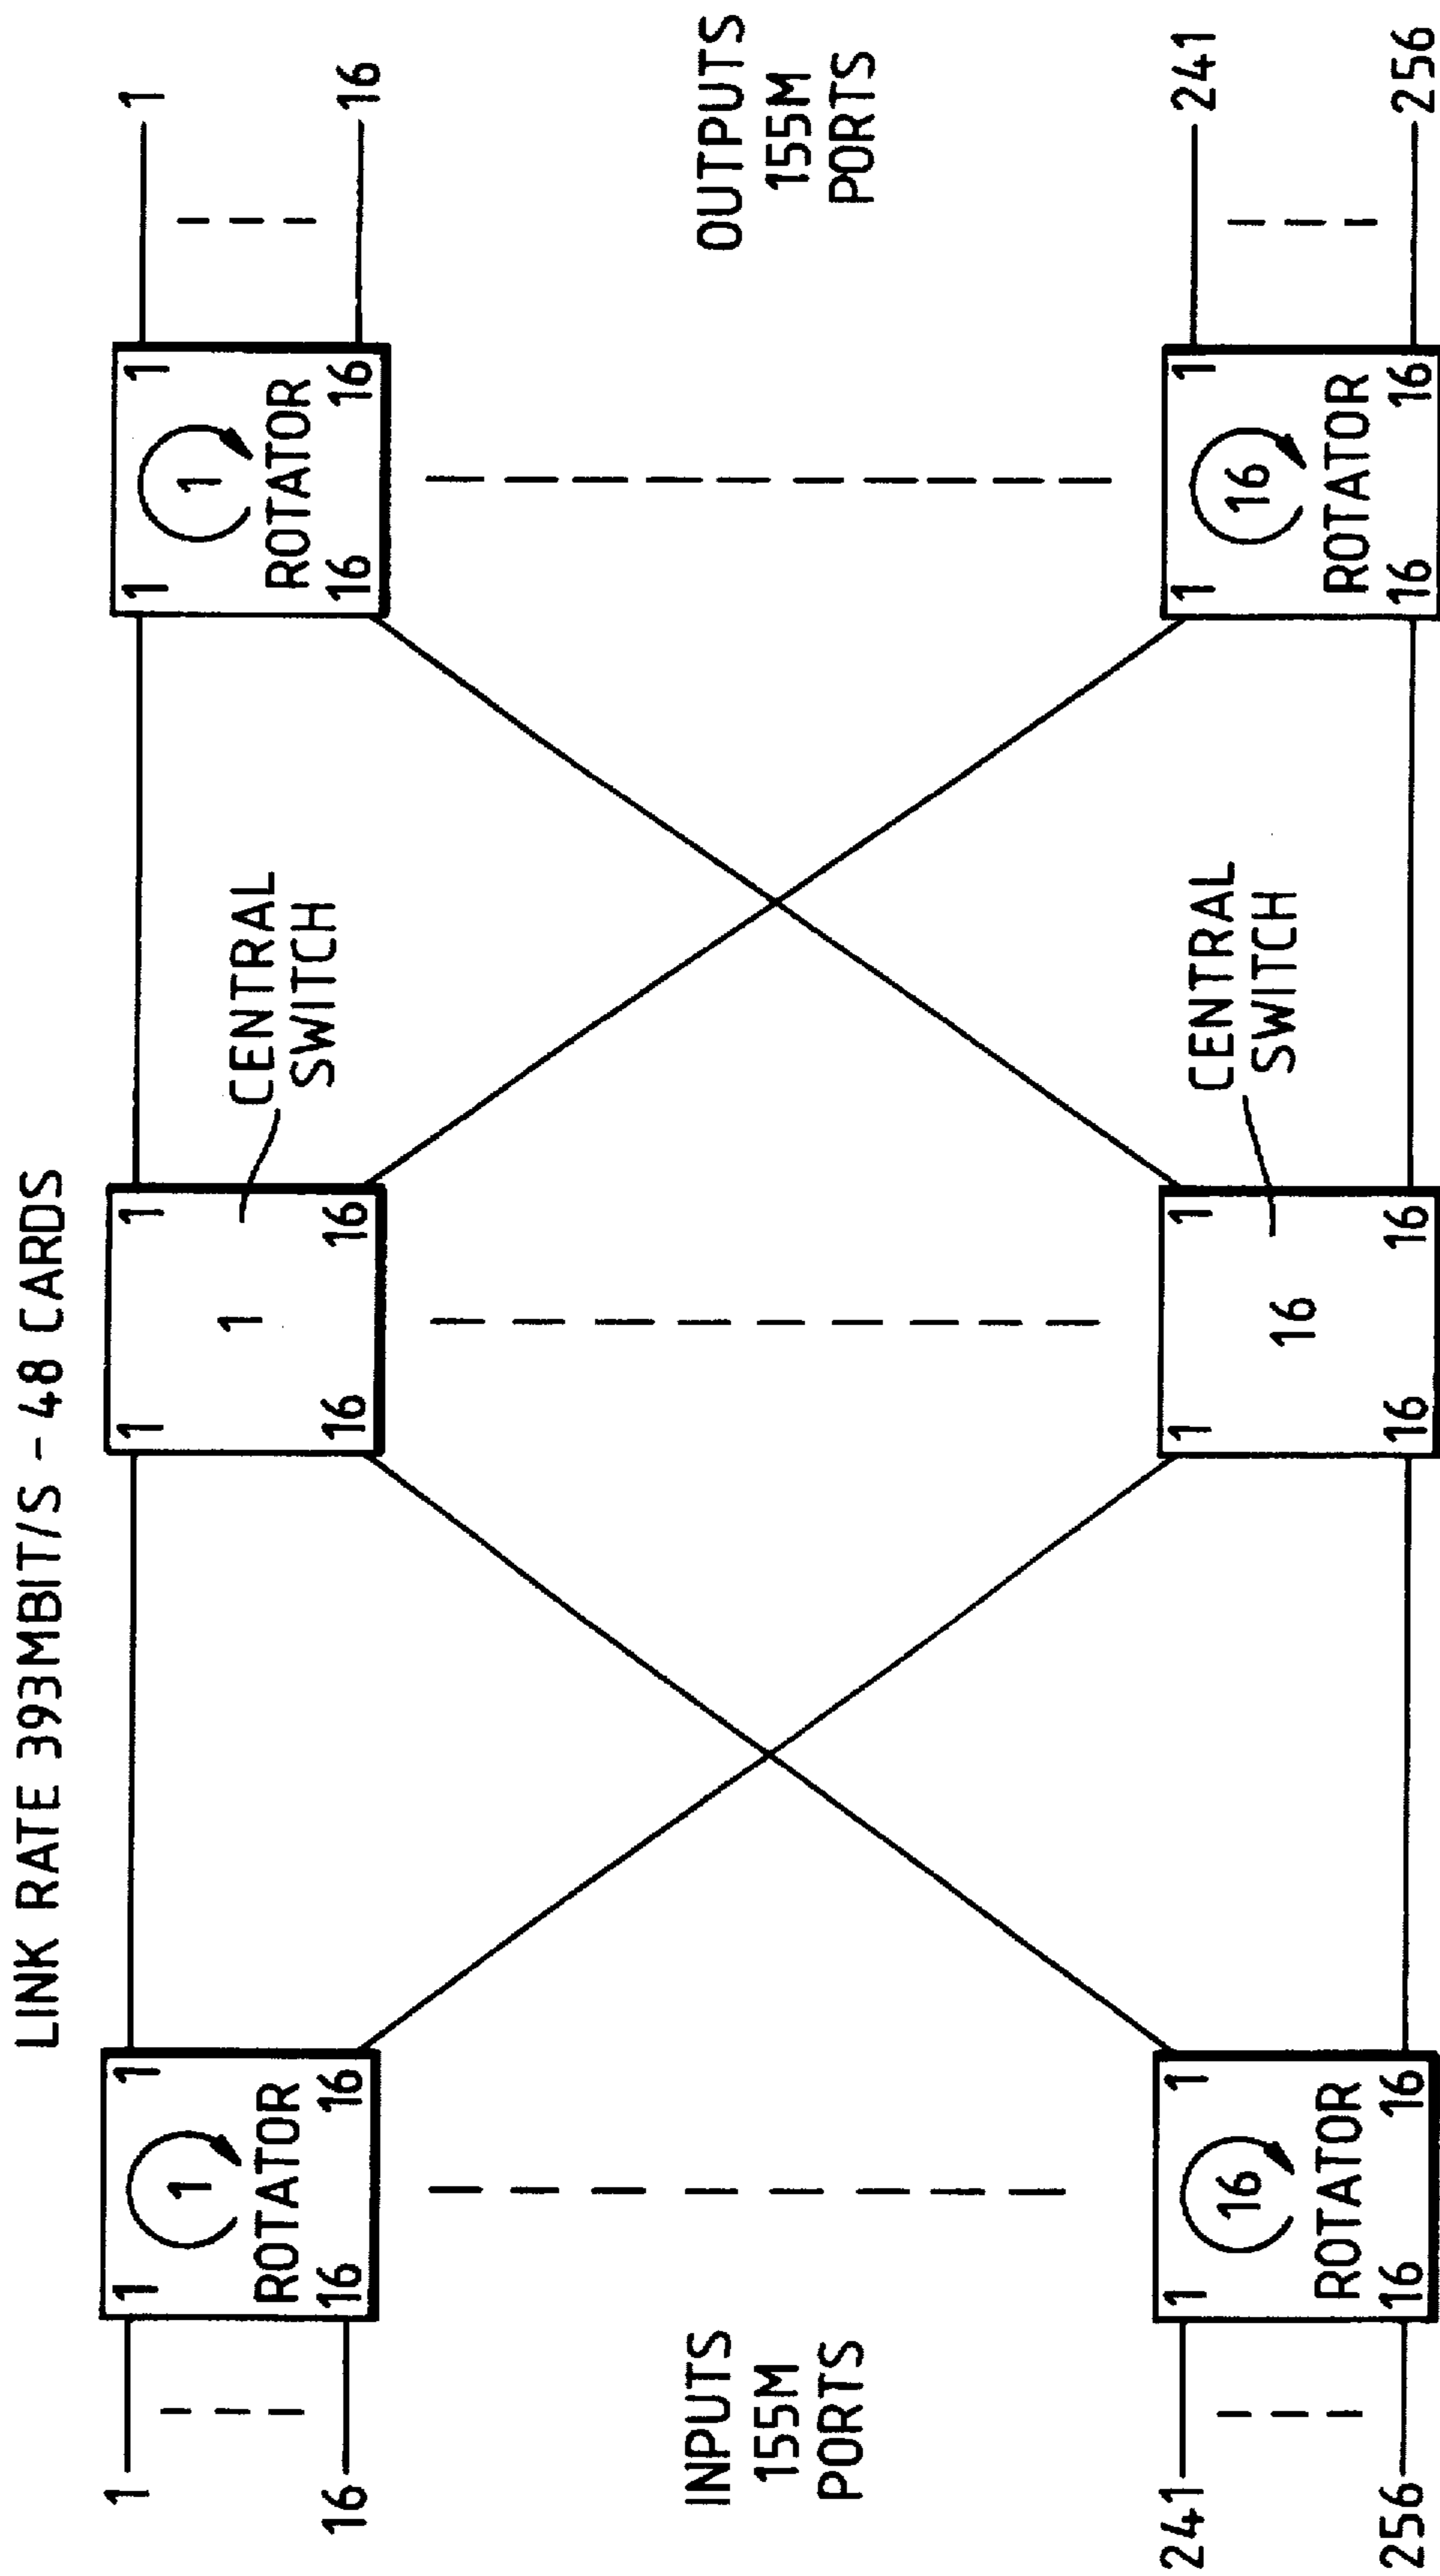 LINK RATE 393MBIT/S - 48 CARDS
1
16
INPUTS
155M
PORTS
241
256
1
1
1
ROTATOR
16
16
1
1
16
ROTATOR
16
16
1
1
1
16
16
CENTRAL
SWITCH
1
1
16
16
16
CENTRAL
SWITCH
1
1
1
ROTATOR
16
16
1
1
16
ROTATOR
16
16
1
16
OUTPUTS
155M
PORTS
241
256